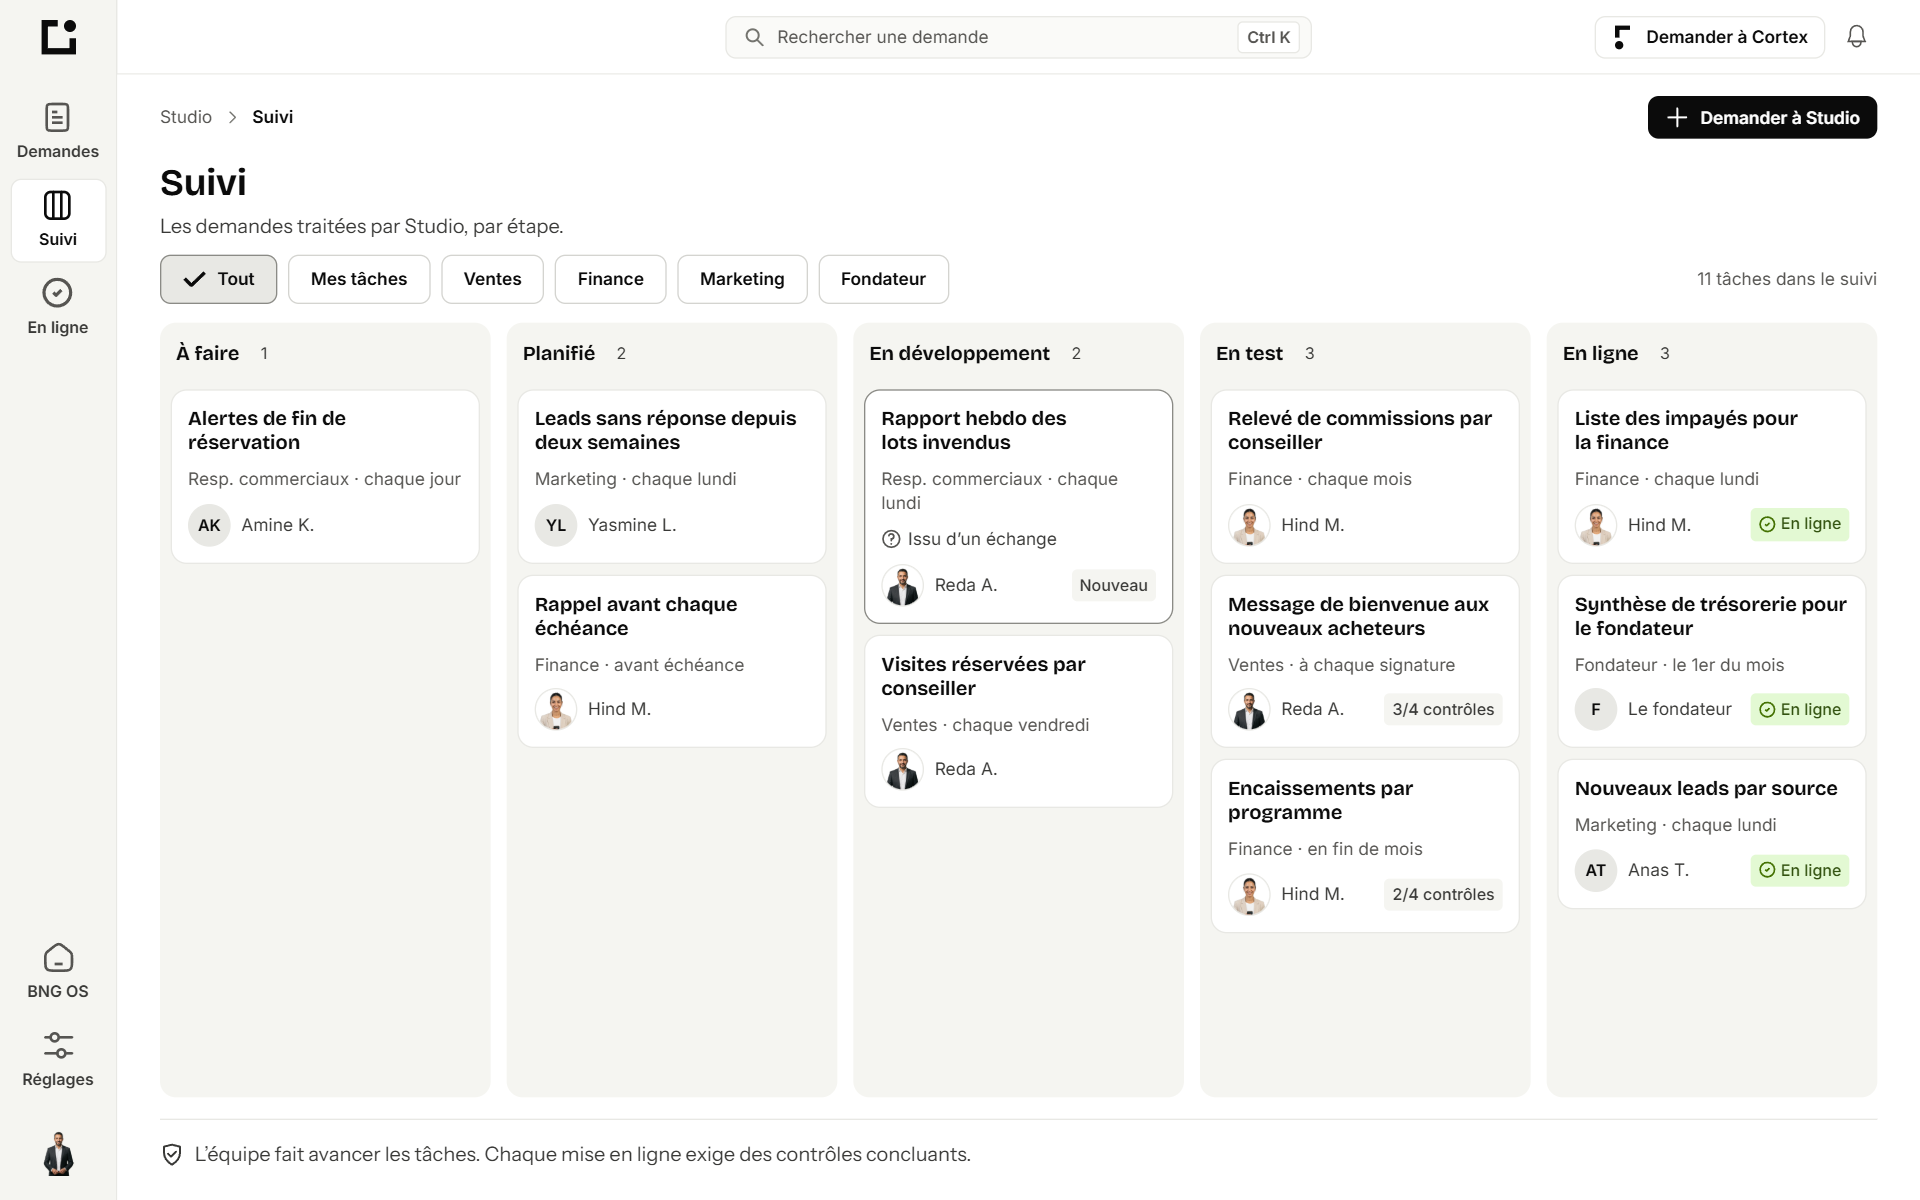 Rechercher une demande
Ctrl K
Demander à Cortex
Demandes
Suivi
En ligne
BNG OS
Réglages
Studio
Suivi
Demander à Studio
Suivi
Les demandes traitées par Studio, par étape.
Tout
Mes tâches
Ventes
Finance
Marketing
Fondateur
11 tâches dans le suivi
À faire 1
Alertes de fin de
réservation
Resp. commerciaux · chaque jour
AK
Amine K.
Planifié 2
Leads sans réponse depuis
deux semaines
Marketing · chaque lundi
YL
Yasmine L.
Rappel avant chaque
échéance
Finance · avant échéance
Hind M.
En développement 2
Rapport hebdo des
lots invendus
Resp. commerciaux · chaque
lundi
Issu d’un échange
Reda A.
Nouveau
Visites réservées par
conseiller
Ventes · chaque vendredi
Reda A.
En test 3
Relevé de commissions par
conseiller
Finance · chaque mois
Hind M.
Message de bienvenue aux
nouveaux acheteurs
Ventes · à chaque signature
Reda A.
3/4 contrôles
Encaissements par
programme
Finance · en fin de mois
Hind M.
2/4 contrôles
En ligne 3
Liste des impayés pour
la finance
Finance · chaque lundi
Hind M.
En ligne
Synthèse de trésorerie pour
le fondateur
Fondateur · le 1er du mois
F
Le fondateur
En ligne
Nouveaux leads par source
Marketing · chaque lundi
AT
Anas T.
En ligne
L’équipe fait avancer les tâches. Chaque mise en ligne exige des contrôles concluants.